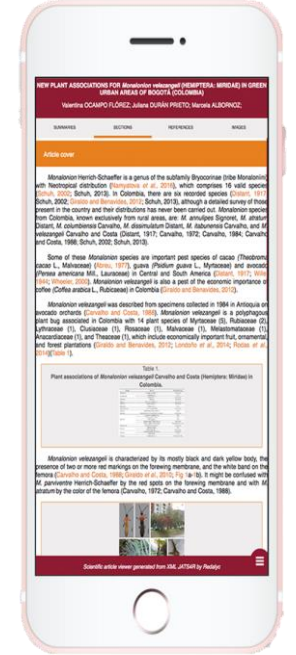 NEW PLANT ASSOCIATIONS FOR Monalonion velezangeli (HEMIPTERA: MIRIDAE) IN GREEN
URBAN AREAS OF BOGOTÁ (COLOMBIA)
Valentina OCAMPO FLÓREZ; Juliana DURÁN PRIETO; Marcela ALBORNOZ;
SUMMARIES SECTIONS REFERENCES IMAGES
Article cover
Monalonion Herrich-Schaeffer is a genus of the subfamily Bryocorinae (tribe Monaloniini)
with Neotropical distribution (Namyatova et al., 2016), which comprises 16 valid species
(Schuh, 2002; Schuh, 2013). In Colombia, there are six recorded species (Distant, 1917;
Schuh, 2002; Giraldo and Benavides, 2012; Schuh, 2013), although a detailed survey of those
present in the country and their distributions has never been carried out. Monalonion species
from Colombia, known exclusively from rural areas, are: M. annulipes Signoret, M. atratum
Distant, M. columbiensis Carvalho, M. dissimulatum Distant, M. itabunensis Carvalho, and M.
velezangeli Carvalho and Costa (Distant, 1917; Carvalho, 1972; Carvalho, 1984; Carvalho
and Costa, 1988; Schuh, 2002; Schuh, 2013).
Some of these Monalonion species are important pest species of cacao (Theobroma
cacao L., Malvaceae) (Abreu, 1977), guava (Psidium guava L., Myrtaceae) and avocado
(Persea americana Mill., Lauraceae) in Central and South America (Distant, 1917; Wille
1944; Wheeler, 2000). Monalonion velezangeli is also a pest of the economic importance of
coffee (Coffea arabica L., Rubiaceae) in Colombia (Giraldo and Benavides, 2012).
Monalonion velezangeli was described from specimens collected in 1984 in Antioquia on
avocado orchards (Carvalho and Costa, 1988). Monalonion velezangeli is a polyphagous
plant bug associated in Colombia with 14 plant species of Myrtaceae (5), Rubiaceae (2),
Lythraceae (1), Clusiaceae (1), Rosaceae (1), Malvaceae (1), Melastomataceae (1),
Anacardiaceae (1), and Theaceae (1), which include economically important fruit, ornamental,
and forest plantations (Giraldo and Benavides, 2012; Londoño et al., 2014; Rodas et al.,
2014)(Table 1).
Table 1.
Plant associations of Monalonion velezangeli Carvalho and Costa (Hemiptera: Miridae) in
Colombia.
Monalonion velezangeli is characterized by its mostly black and dark yellow body, the
presence of two or more red markings on the forewing membrane, and the white band on the
femora (Carvalho and Costa, 1988; Giraldo et al., 2010, Fig 1a-1b). It might be confused with
M. parviventre Herrich-Schaeffer by the red spots on the forewing membrane and with M.
atratum by the color of the femora (Carvalho, 1972; Carvalho and Costa, 1988).
Scientific article viewer generated from XML JATS4R by Redalyc